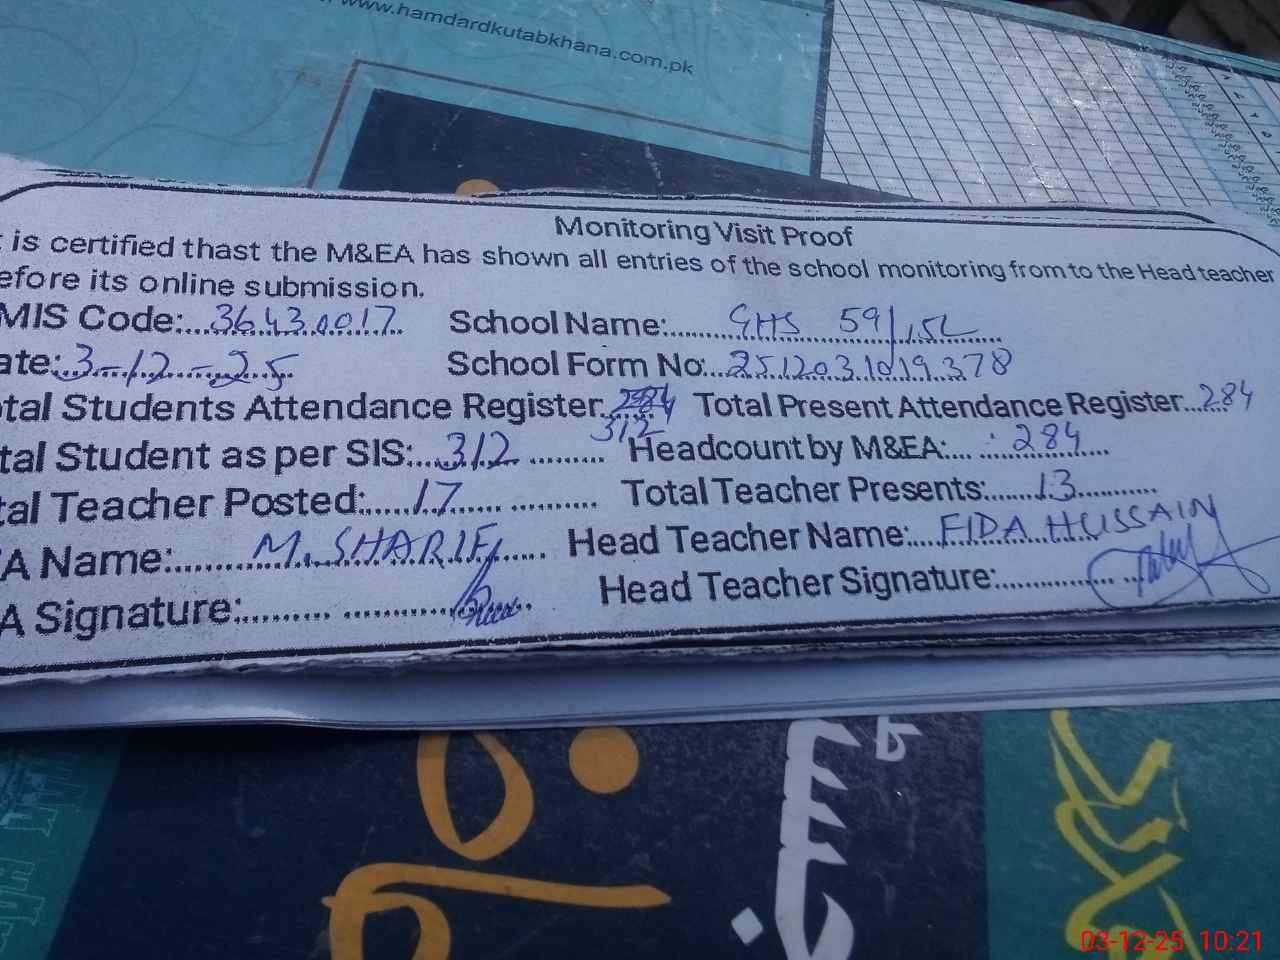 www.hamdardkutabkhana.com.pk
Monitoring Visit Proof
is certified thast the M&EA has shown all entries of the school monitoring from to the Head teacher
efore its online submission.
MIS Code:...36430017 School Name:...GHS 59/15L
ate:3-12-25 School Form No:...2512031019378
tal Students Attendance Register...312 Total Present Attendance Register...284
tal Student as per SIS:...312 Headcount by M&EA:...284
tal Teacher Posted:...17 Total Teacher Presents:...13
A Name:...M. SHARIF Head Teacher Name:...FIDA HUSSAIN
A Signature:... Head Teacher Signature:...
03-12-25 10:21